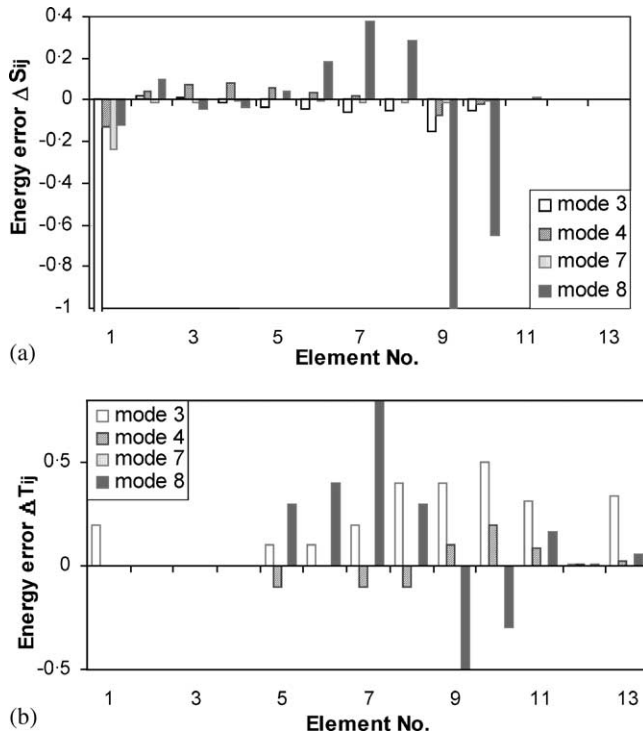 0·4
0·2
0
-0·2
-0·4
-0·6
-0·8
-1
Energy error Δ Sij
mode 3
mode 4
mode 7
mode 8
1 3 5 7 9 11 13
Element No.
(a)
mode 3
mode 4
mode 7
mode 8
0·5
0
-0·5
Energy error Δ Tij
1 3 5 7 9 11 13
Element No.
(b)